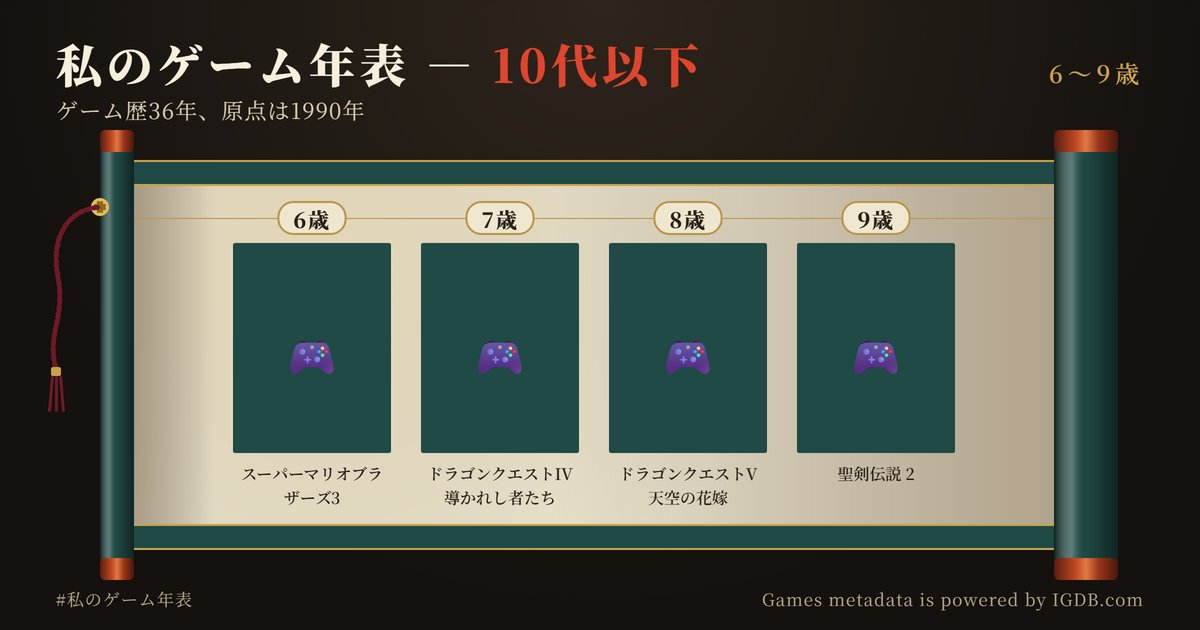 私のゲーム年表 — 10代以下
6〜9歳
ゲーム歴36年、原点は1990年
6歳
7歳
8歳
9歳
スーパーマリオブラ
ザーズ3
ドラゴンクエストIV
導かれし者たち
ドラゴンクエストV
天空の花嫁
聖剣伝説 2
#私のゲーム年表
Games metadata is powered by IGDB.com